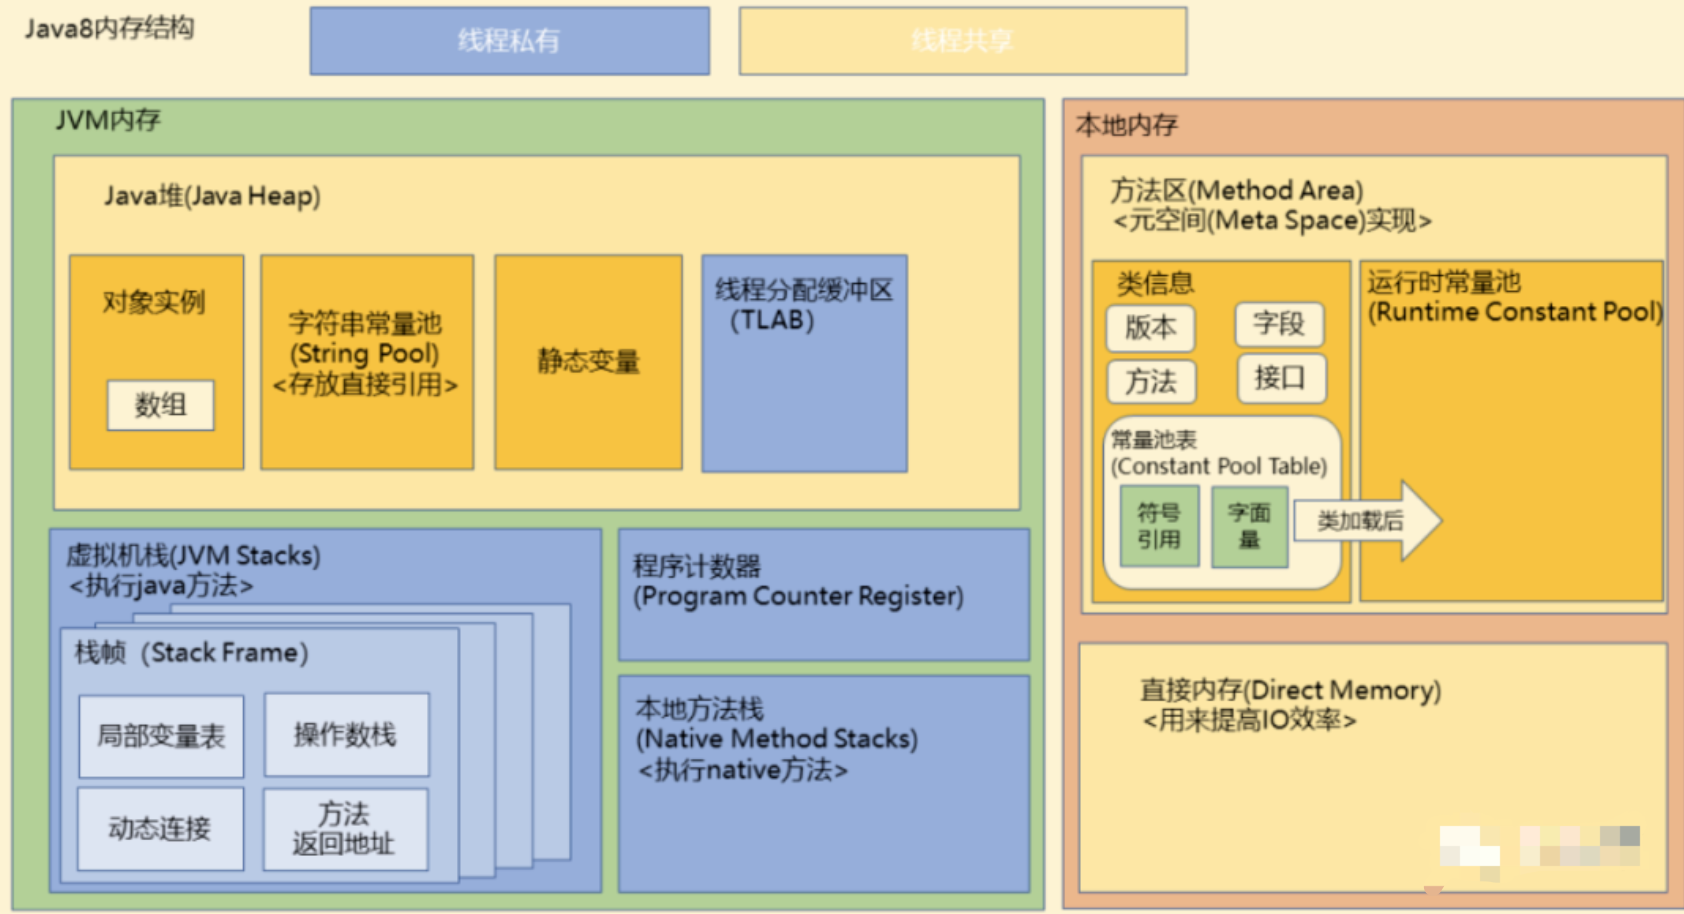 Java8内存结构
线程私有
线程共享
JVM内存
Java堆(Java Heap)
对象实例
数组
字符串常量池
(String Pool)
<存放直接引用>
静态变量
线程分配缓冲区
（TLAB）
虚拟机栈(JVM Stacks)
<执行java方法>
栈帧（Stack Frame）
局部变量表
操作数栈
动态连接
方法
返回地址
程序计数器
(Program Counter Register)
本地方法栈
(Native Method Stacks)
<执行native方法>
本地内存
方法区(Method Area)
<元空间(Meta Space)实现>
类信息
版本
字段
方法
接口
常量池表
(Constant Pool Table)
符号
引用
字面
量
类加载后
运行时常量池
(Runtime Constant Pool)
直接内存(Direct Memory)
<用来提高IO效率>